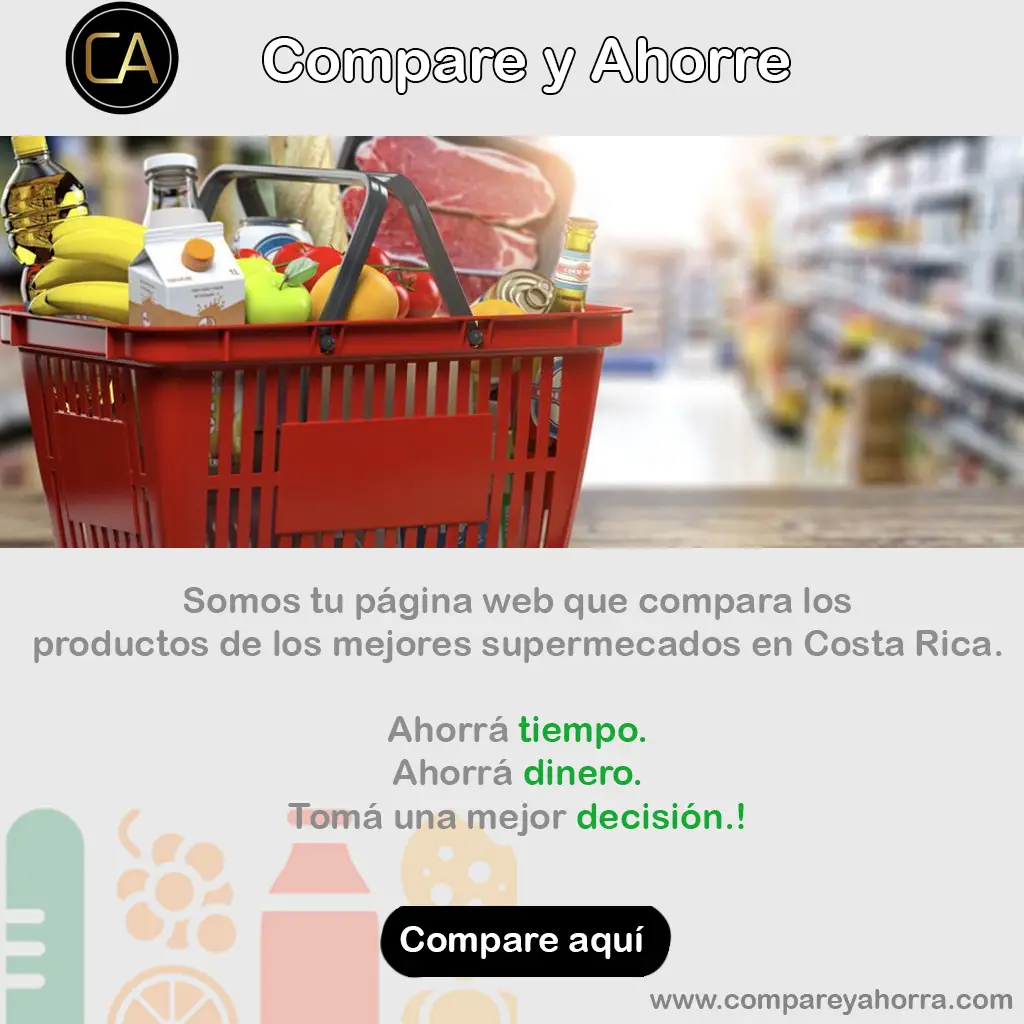 CA
Compare y Ahorre
Somos tu página web que compara los
productos de los mejores supermecados en Costa Rica.
Ahorrá tiempo.
Ahorrá dinero.
Tomá una mejor decisión.!
Compare aquí
www.compareyahorra.com